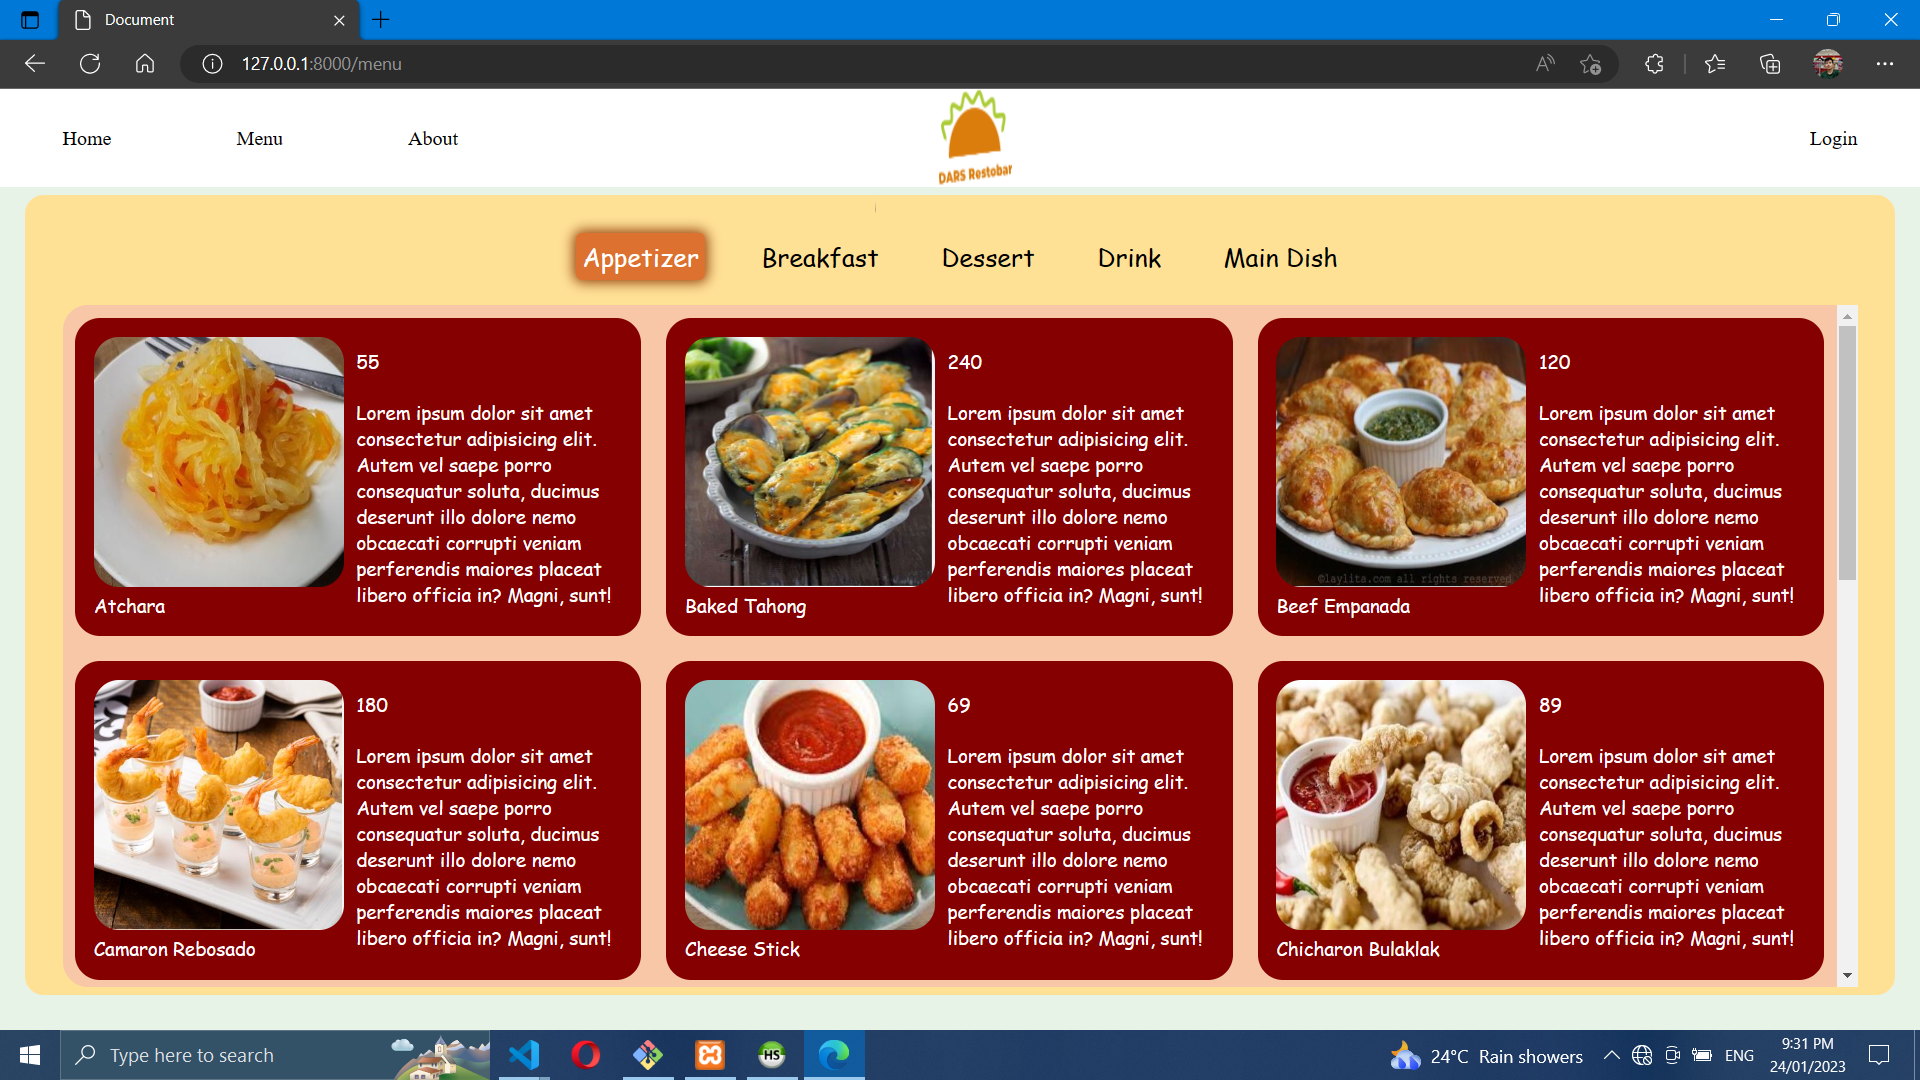 Document
127.0.0.1:8000/menu
Home
Menu
About
DARS Restobar
Login
Appetizer
Breakfast
Dessert
Drink
Main Dish
55
Lorem ipsum dolor sit amet
consectetur adipisicing elit.
Autem vel saepe porro
consequatur soluta, ducimus
deserunt illo dolore nemo
obcaecati corrupti veniam
perferendis maiores placeat
libero officia in? Magni, sunt!
Atchara
240
Lorem ipsum dolor sit amet
consectetur adipisicing elit.
Autem vel saepe porro
consequatur soluta, ducimus
deserunt illo dolore nemo
obcaecati corrupti veniam
perferendis maiores placeat
libero officia in? Magni, sunt!
Baked Tahong
120
Lorem ipsum dolor sit amet
consectetur adipisicing elit.
Autem vel saepe porro
consequatur soluta, ducimus
deserunt illo dolore nemo
obcaecati corrupti veniam
perferendis maiores placeat
libero officia in? Magni, sunt!
©laylita.com all rights reserved
Beef Empanada
180
Lorem ipsum dolor sit amet
consectetur adipisicing elit.
Autem vel saepe porro
consequatur soluta, ducimus
deserunt illo dolore nemo
obcaecati corrupti veniam
perferendis maiores placeat
libero officia in? Magni, sunt!
Camaron Rebosado
69
Lorem ipsum dolor sit amet
consectetur adipisicing elit.
Autem vel saepe porro
consequatur soluta, ducimus
deserunt illo dolore nemo
obcaecati corrupti veniam
perferendis maiores placeat
libero officia in? Magni, sunt!
Cheese Stick
89
Lorem ipsum dolor sit amet
consectetur adipisicing elit.
Autem vel saepe porro
consequatur soluta, ducimus
deserunt illo dolore nemo
obcaecati corrupti veniam
perferendis maiores placeat
libero officia in? Magni, sunt!
Chicharon Bulaklak
Type here to search
HS
24°C Rain showers
ENG
9:31 PM
24/01/2023